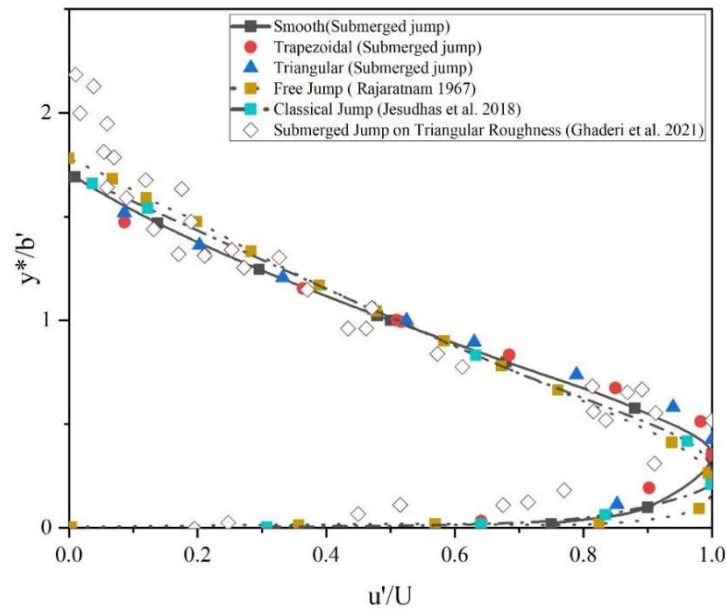 Smooth(Submerged jump)
Trapezoidal (Submerged jump)
Triangular (Submerged jump)
Free Jump ( Rajaratnam 1967)
Classical Jump (Jesudhas et al. 2018)
Submerged Jump on Triangular Roughness (Ghaderi et al. 2021)
y*/b'
2
1
0
0.0 0.2 0.4 0.6 0.8 1.0
u'/U